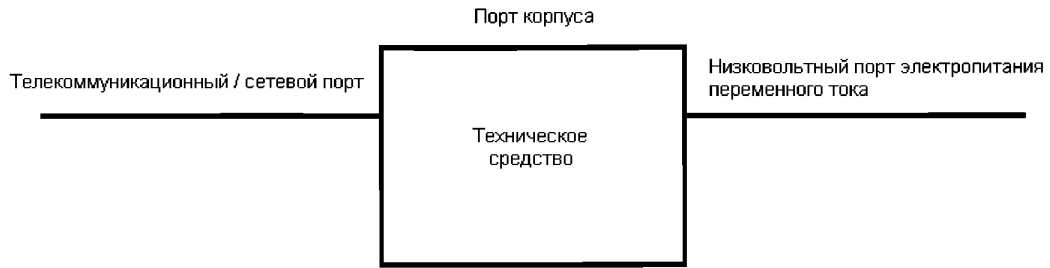 Порт корпуса
Телекоммуникационный / сетевой порт
Низковольтный порт электропитания
переменного тока
Техническое
средство